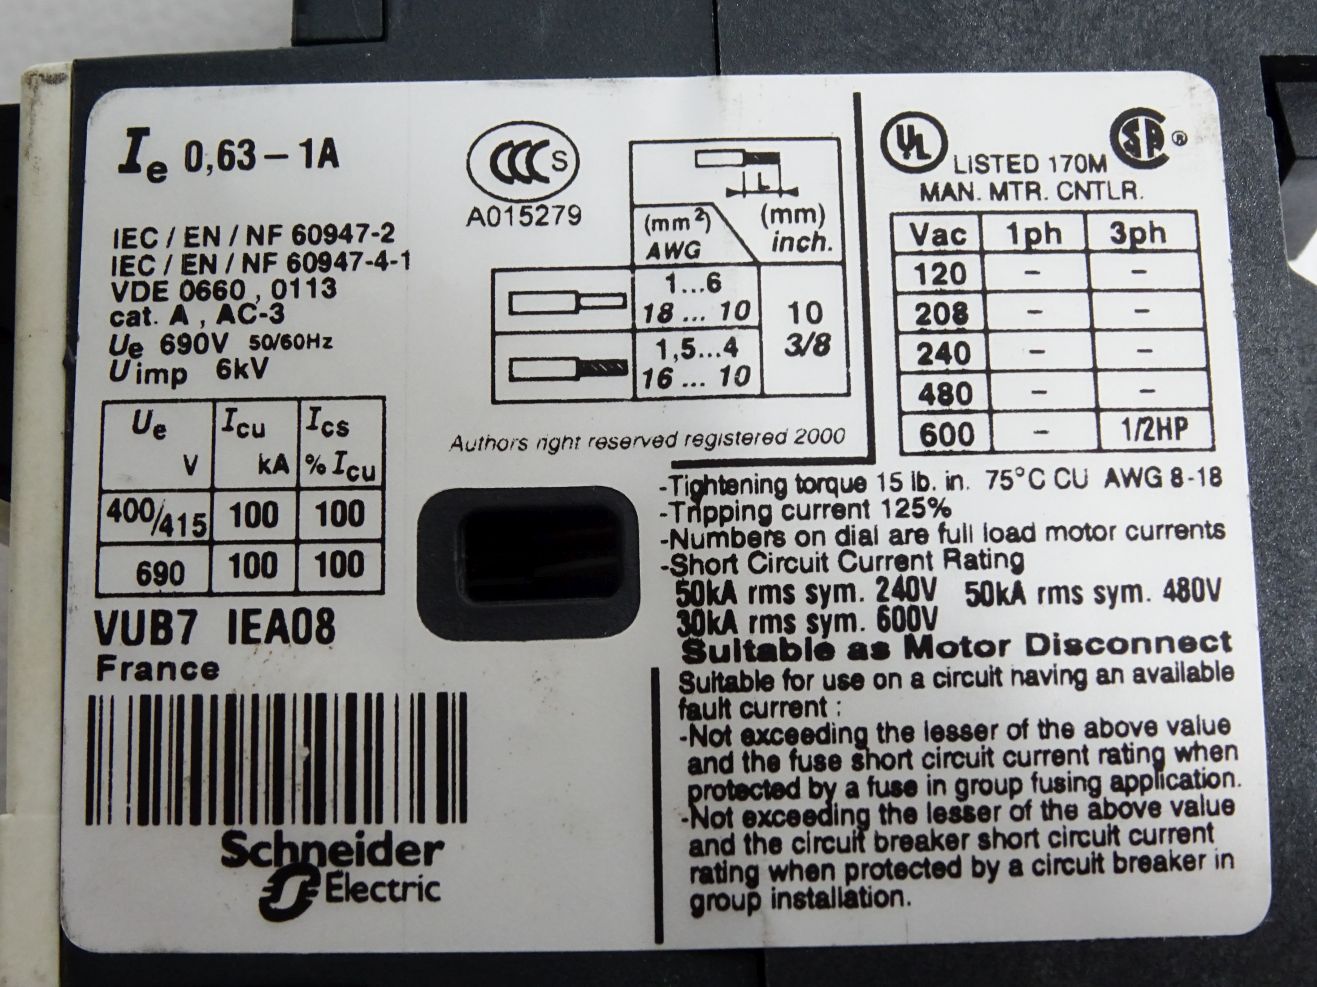 Ie 0,63 – 1A
IEC / EN / NF 60947-2
IEC / EN / NF 60947-4-1
VDE 0660 , 0113
cat. A , AC-3
Ue 690V 50/60Hz
Uimp 6kV
Ue V Icu kA Ics % Icu
400/415 100 100
690 100 100
VUB7 IEA08
France
Schneider
Electric
CCC S
A015279
L
(mm²) (mm)
AWG inch.
1...6
18 ... 10
1,5...4
16 ... 10
10
3/8
Authors right reserved registered 2000
UL LISTED 170M SA ®
MAN. MTR. CNTLR.
Vac 1ph 3ph
120 – –
208 – –
240 – –
480 – –
600 – 1/2HP
-Tightening torque 15 lb. in. 75°C CU AWG 8-18
-Tripping current 125%
-Numbers on dial are full load motor currents
-Short Circuit Current Rating
50kA rms sym. 240V 50kA rms sym. 480V
30kA rms sym. 600V
Suitable as Motor Disconnect
Suitable for use on a circuit having an available
fault current :
-Not exceeding the lesser of the above value
and the fuse short circuit current rating when
protected by a fuse in group fusing application.
-Not exceeding the lesser of the above value
and the circuit breaker short circuit current
rating when protected by a circuit breaker in
group installation.